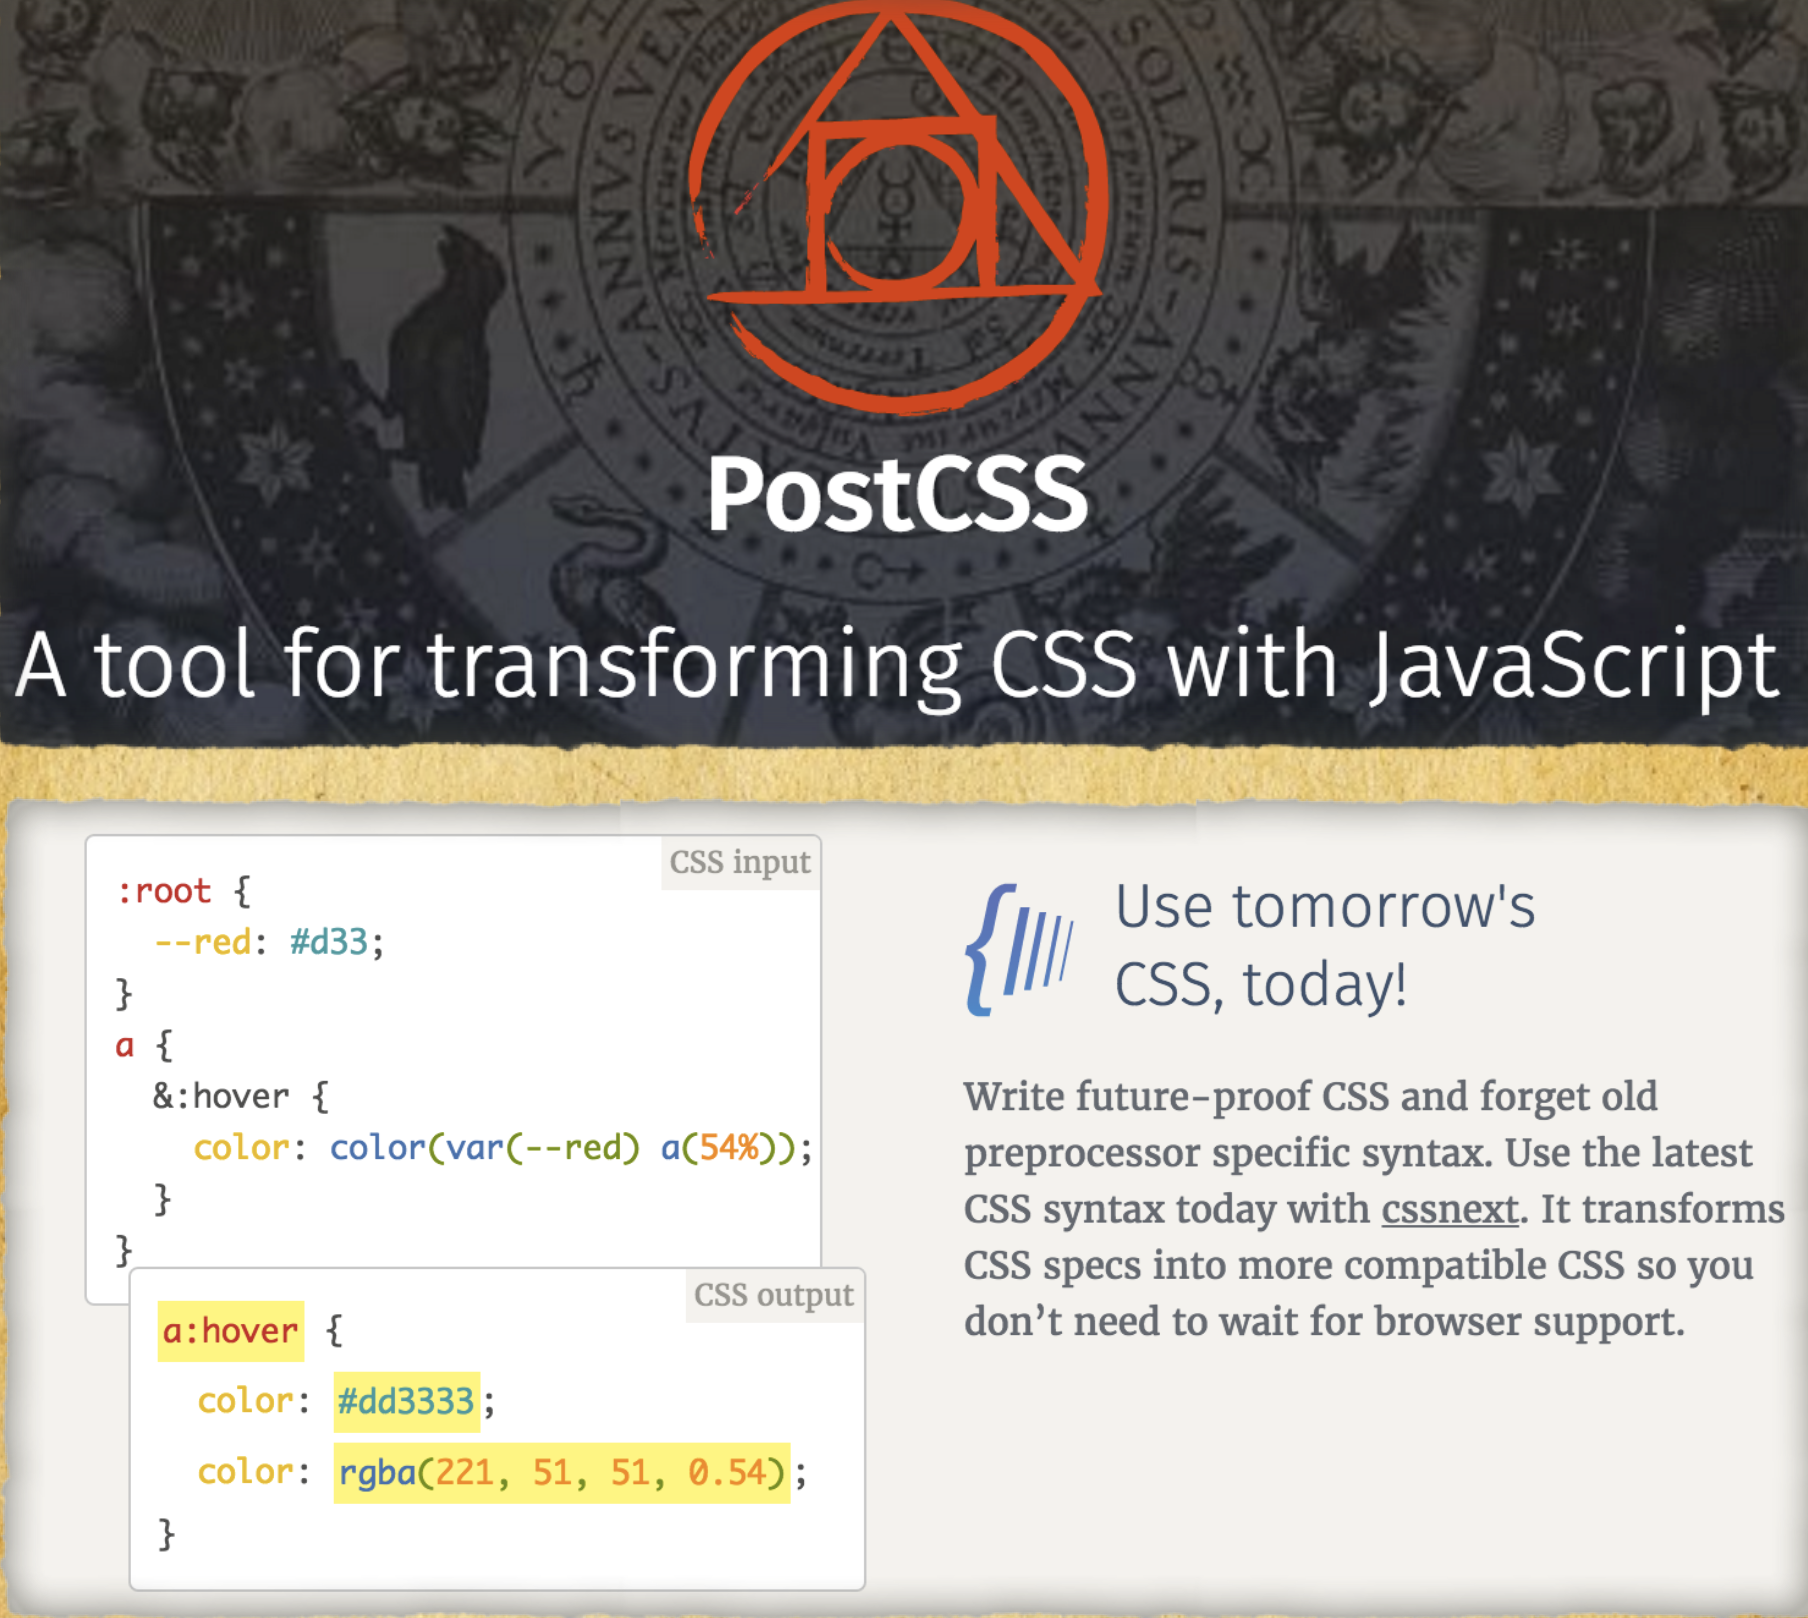 PostCSS
A tool for transforming CSS with JavaScript
CSS input
:root {
  --red: #d33;
}
a {
  &:hover {
    color: color(var(--red) a(54%));
  }
}
CSS output
a:hover {
  color: #dd3333;
  color: rgba(221, 51, 51, 0.54);
}
Use tomorrow's
CSS, today!
Write future-proof CSS and forget old
preprocessor specific syntax. Use the latest
CSS syntax today with cssnext. It transforms
CSS specs into more compatible CSS so you
don’t need to wait for browser support.